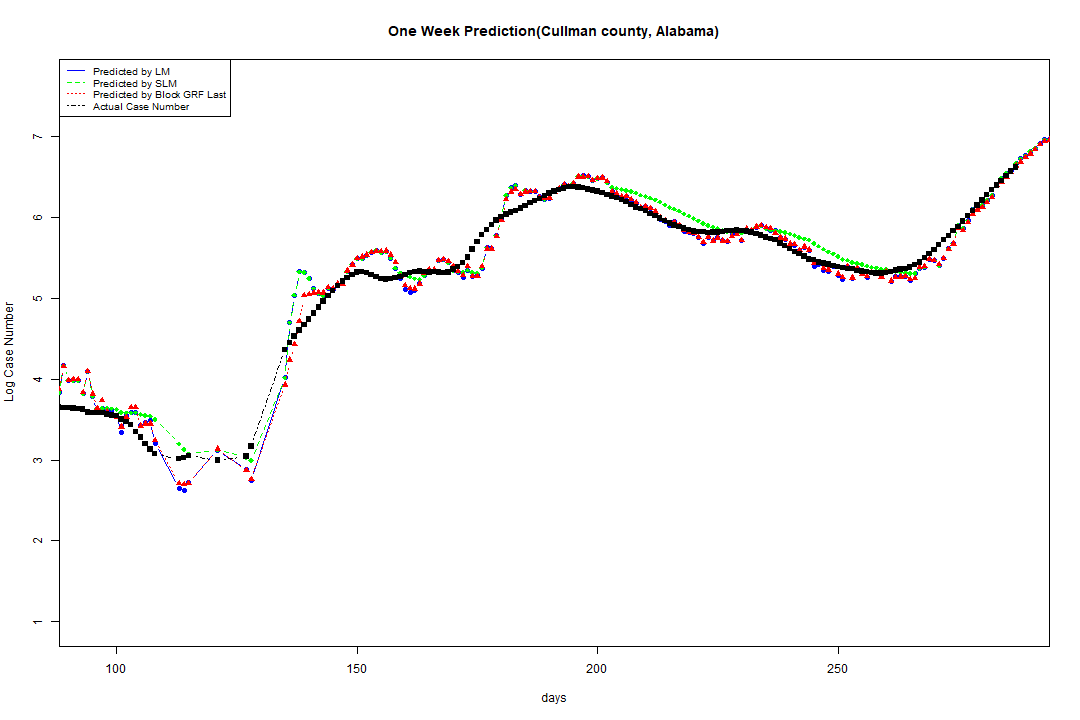 One Week Prediction(Cullman county, Alabama)
Predicted by LM
Predicted by SLM
Predicted by Block GRF Last
Actual Case Number
7
6
5
4
3
2
1
Log Case Number
100 150 200 250
days